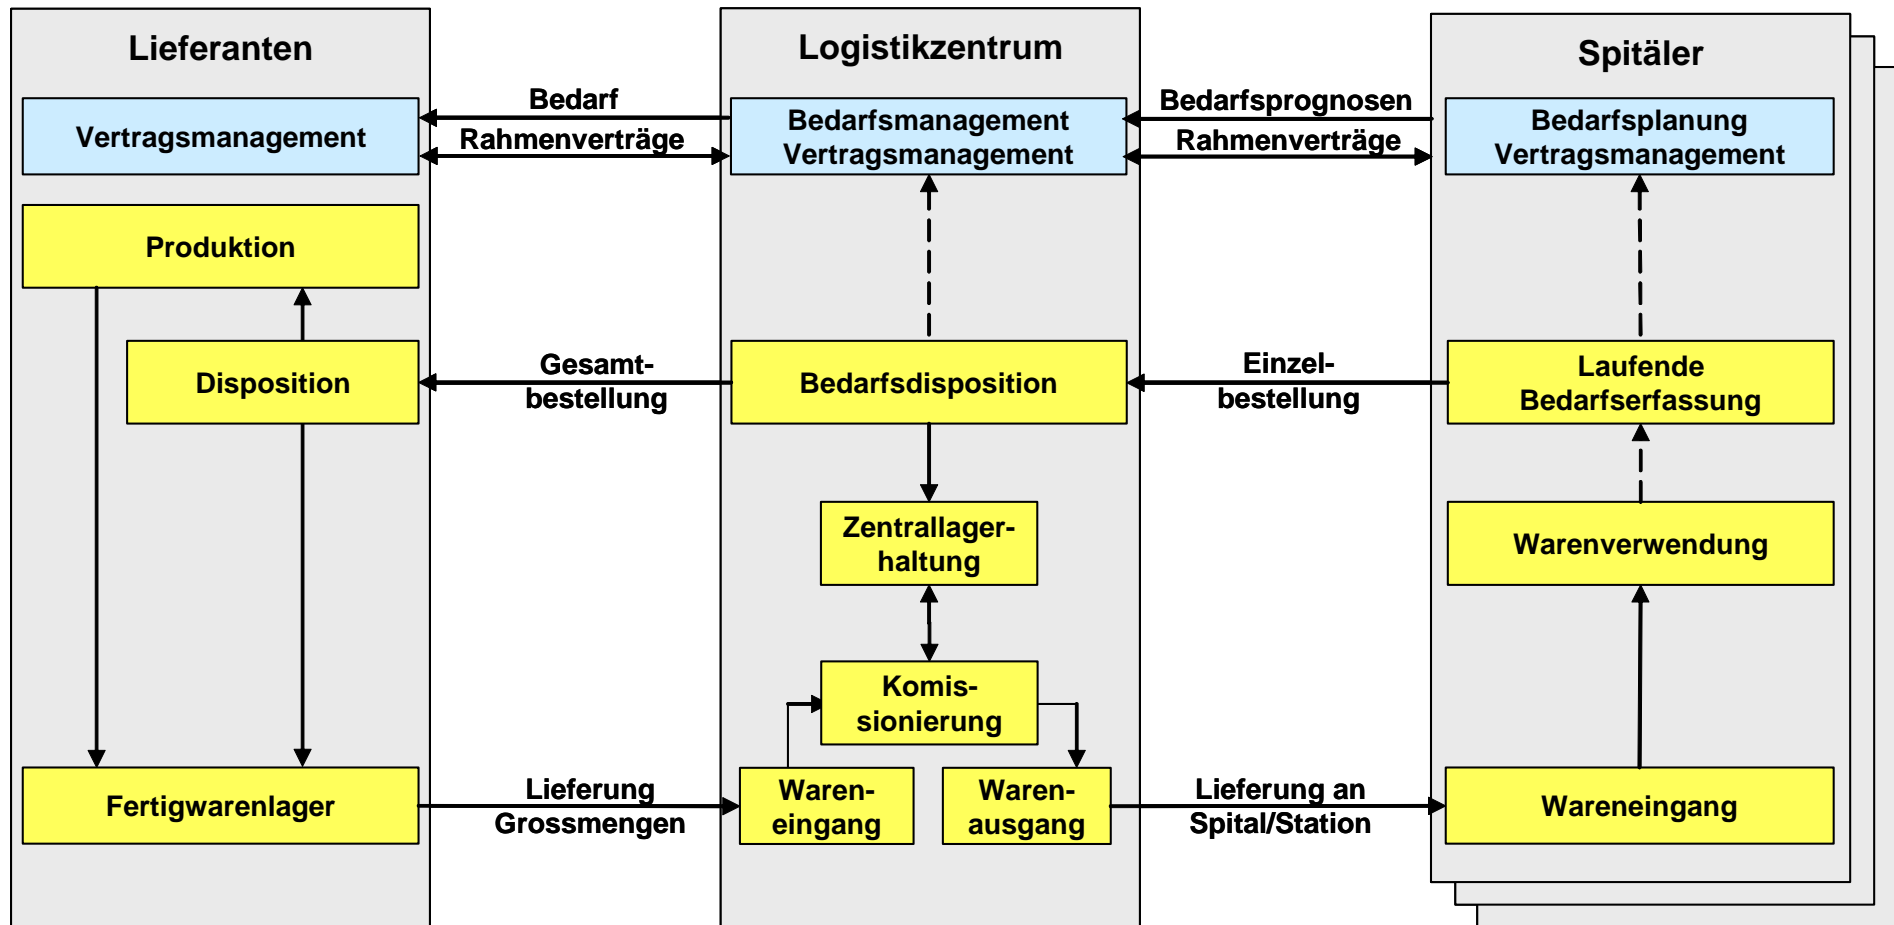 Lieferanten
Vertragsmanagement
Produktion
Disposition
Fertigwarenlager
Bedarf
Rahmenverträge
Gesamt-
bestellung
Lieferung
Grossmengen
Logistikzentrum
Bedarfsmanagement
Vertragsmanagement
Bedarfsdisposition
Zentrallager-
haltung
Komis-
sionierung
Waren-
eingang
Waren-
ausgang
Bedarfsprognosen
Rahmenverträge
Einzel-
bestellung
Lieferung an
Spital/Station
Spitäler
Bedarfsplanung
Vertragsmanagement
Laufende
Bedarfserfassung
Warenverwendung
Wareneingang